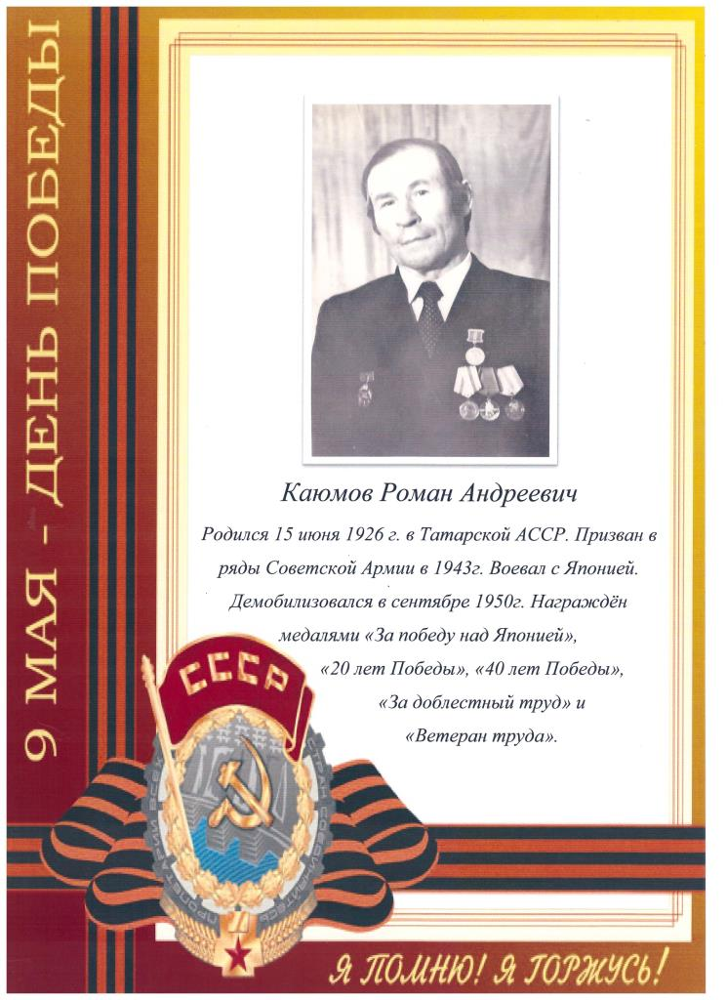 9 МАЯ - ДЕНЬ ПОБЕДЫ
Каюмов Роман Андреевич
Родился 15 июня 1926 г. в Татарской АССР. Призван в
ряды Советской Армии в 1943г. Воевал с Японией.
Демобилизовался в сентябре 1950г. Награждён
медалями «За победу над Японией»,
«20 лет Победы», «40 лет Победы»,
«За доблестный труд» и
«Ветеран труда».
СССР
Я ПОМНЮ! Я ГОРЖУСЬ!